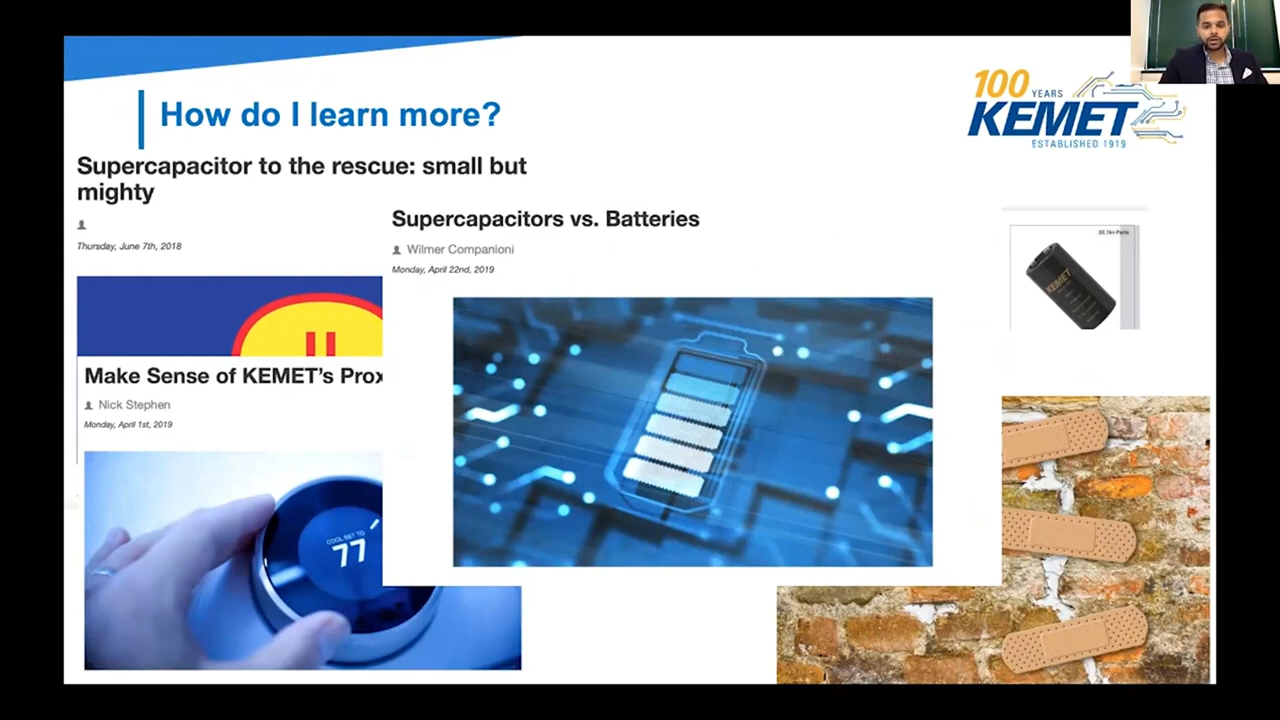 How do I learn more?
100 YEARS
KEMET
ESTABLISHED 1919
Supercapacitor to the rescue: small but
mighty
Thursday, June 7th, 2018
Supercapacitors vs. Batteries
Wilmer Companioni
Monday, April 22nd, 2019
KEMET
Make Sense of KEMET's Prox
Nick Stephen
Monday, April 1st, 2019
COOL SET TO
77